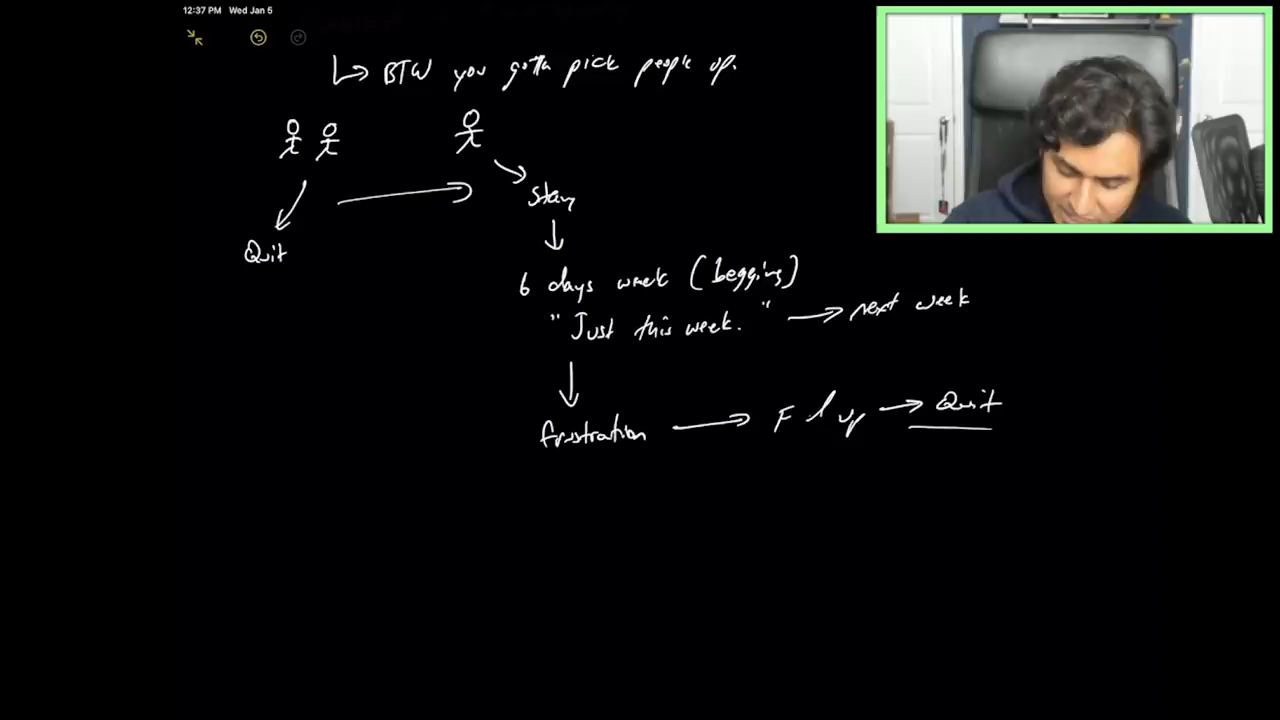 12:37 PM Wed Jan 5
↳ BTW you gotta pick people up.
Stay
Quit
6 days week (begging)
"Just this week." → next week
frustration → F up → Quit